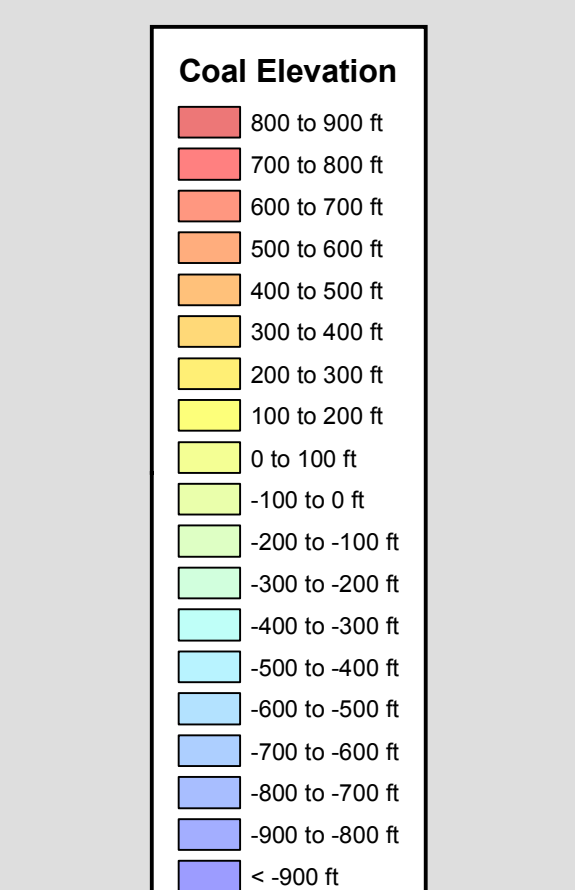 Coal Elevation
800 to 900 ft
700 to 800 ft
600 to 700 ft
500 to 600 ft
400 to 500 ft
300 to 400 ft
200 to 300 ft
100 to 200 ft
0 to 100 ft
-100 to 0 ft
-200 to -100 ft
-300 to -200 ft
-400 to -300 ft
-500 to -400 ft
-600 to -500 ft
-700 to -600 ft
-800 to -700 ft
-900 to -800 ft
< -900 ft